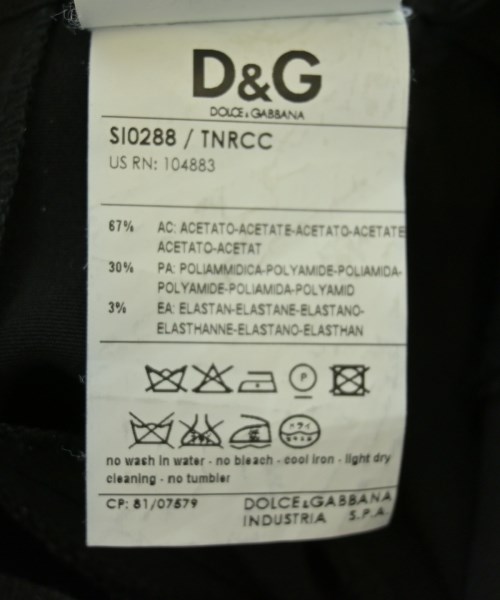 D&G
DOLCE & GABBANA
SI0288 / TNRCC
US RN: 104883
67% AC: ACETATO-ACETATE-ACETATO-ACETATE
ACETATO-ACETAT
30% PA: POLIAMMIDICA-POLYAMIDE-POLIAMIDA-
POLYAMIDE-POLIAMIDA-POLYAMID
3% EA: ELASTAN-ELASTANE-ELASTANO-
ELASTHANNE-ELASTANO-ELASTHAN
P
no wash in water - no bleach - cool iron - light dry
cleaning - no tumbler
CP: 81/07579
DOLCE & GABBANA
INDUSTRIA S.P.A.